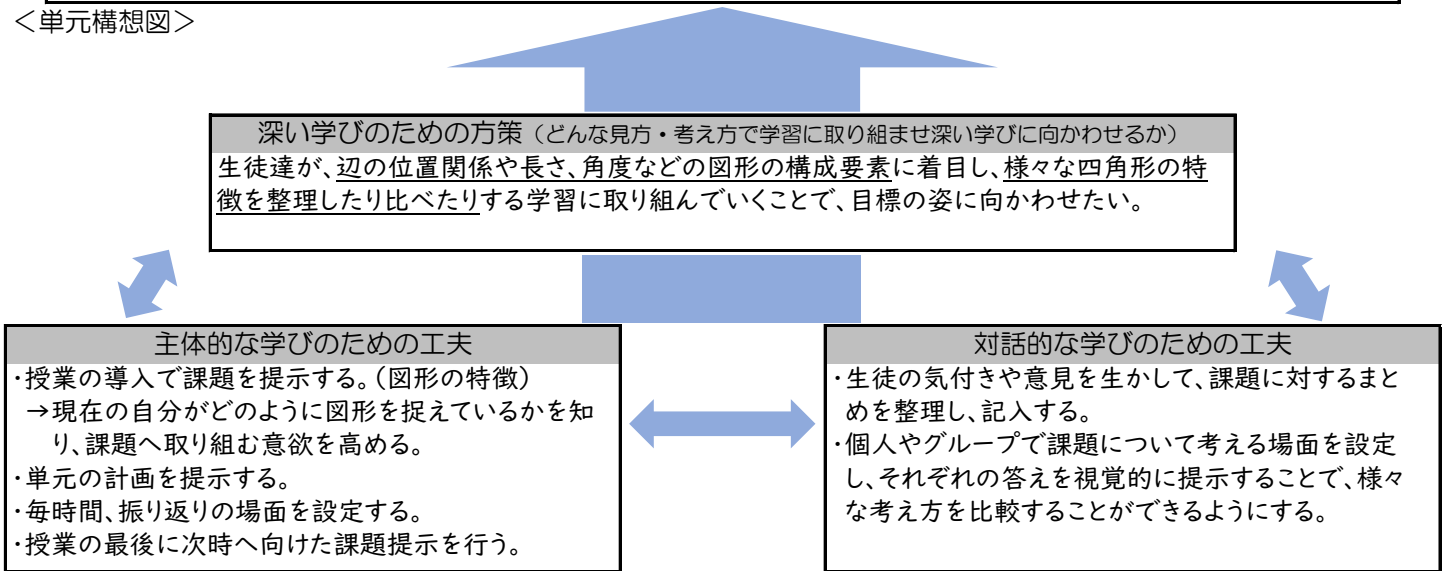 ＜単元構想図＞
深い学びのための方策（どんな見方・考え方で学習に取り組ませ深い学びに向かわせるか）
生徒達が、辺の位置関係や長さ、角度などの図形の構成要素に着目し、様々な四角形の特
徴を整理したり比べたりする学習に取り組んでいくことで、目標の姿に向かわせたい。
主体的な学びのための工夫
・授業の導入で課題を提示する。（図形の特徴）
→現在の自分がどのように図形を捉えているかを知
り、課題へ取り組む意欲を高める。
・単元の計画を提示する。
・毎時間、振り返りの場面を設定する。
・授業の最後に次時へ向けた課題提示を行う。
対話的な学びのための工夫
・生徒の気付きや意見を生かして、課題に対するまと
めを整理し、記入する。
・個人やグループで課題について考える場面を設定
し、それぞれの答えを視覚的に提示することで、様々
な考え方を比較することができるようにする。